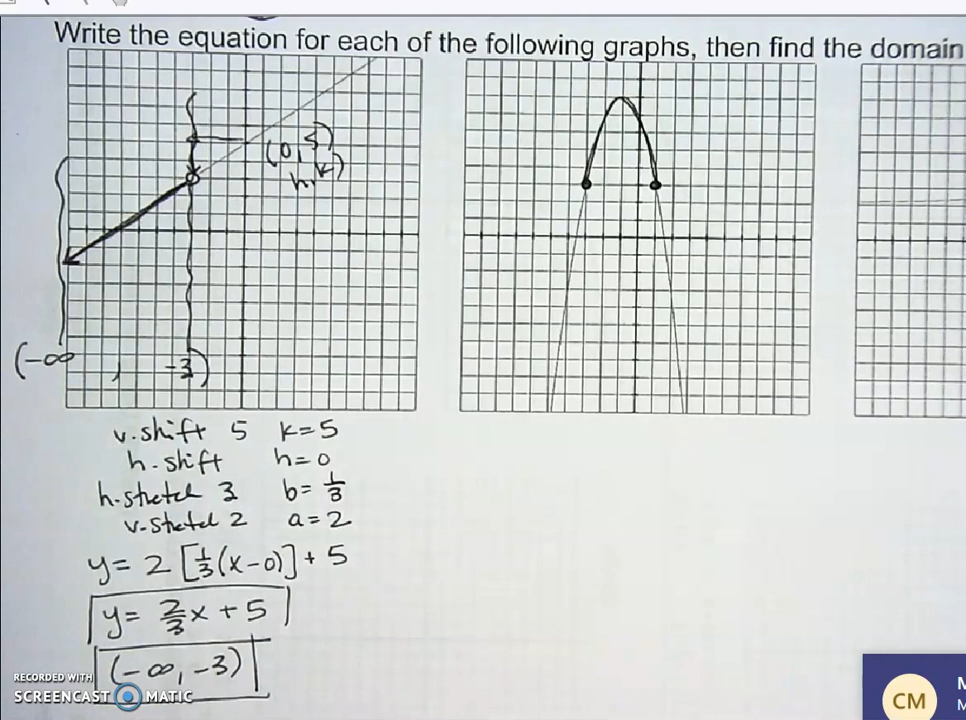 Write the equation for each of the following graphs, then find the domain
(0, 5)
h, k)
(-∞ , -3)
v. shift 5 k=5
h-shift h=0
h-stretch 3 b=1/3
v-stretch 2 a=2
y= 2 [1/3(x-0)]+5
y= 2/3x+5
(-∞, -3)
RECORDED WITH
SCREENCAST MATIC
CM